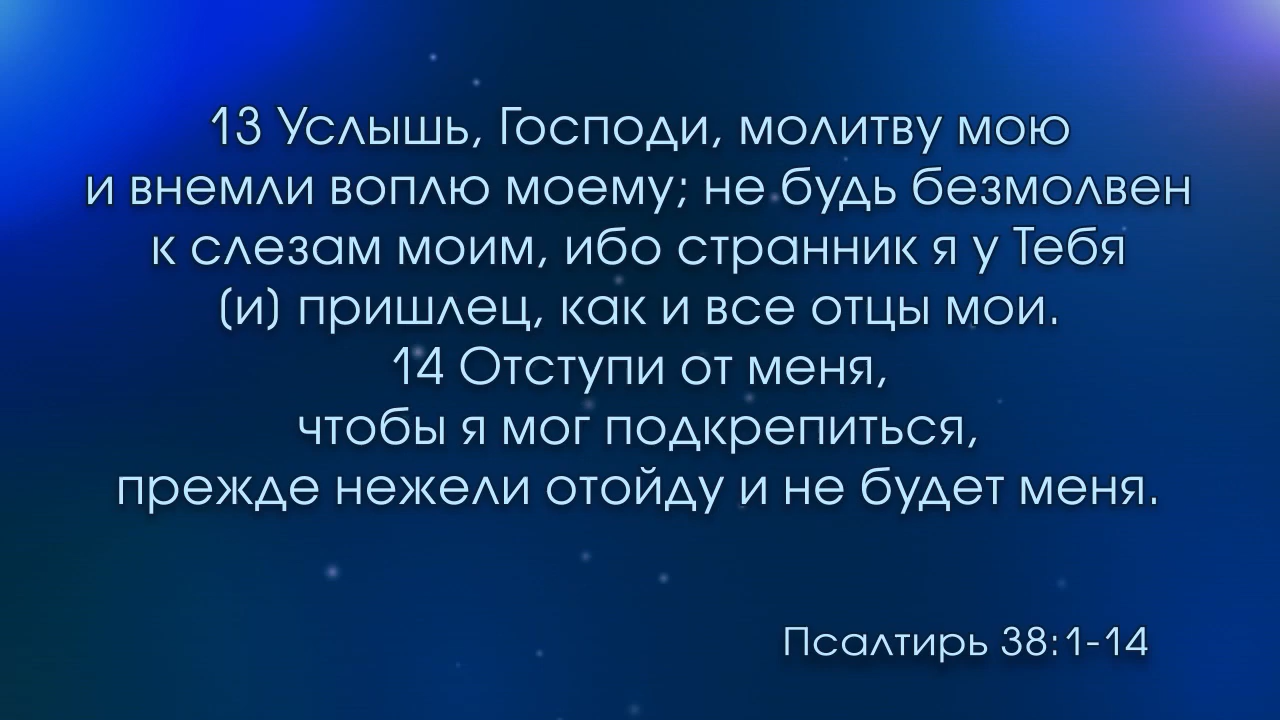 13 Услышь, Господи, молитву мою
и внемли воплю моему; не будь безмолвен
к слезам моим, ибо странник я у Тебя
(и) пришлец, как и все отцы мои.
14 Отступи от меня,
чтобы я мог подкрепиться,
прежде нежели отойду и не будет меня.
Псалтирь 38:1-14